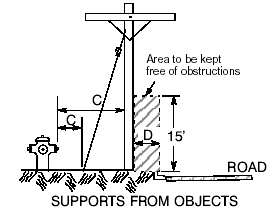 Area to be kept
free of obstructions
C
C
D
15'
ROAD
SUPPORTS FROM OBJECTS